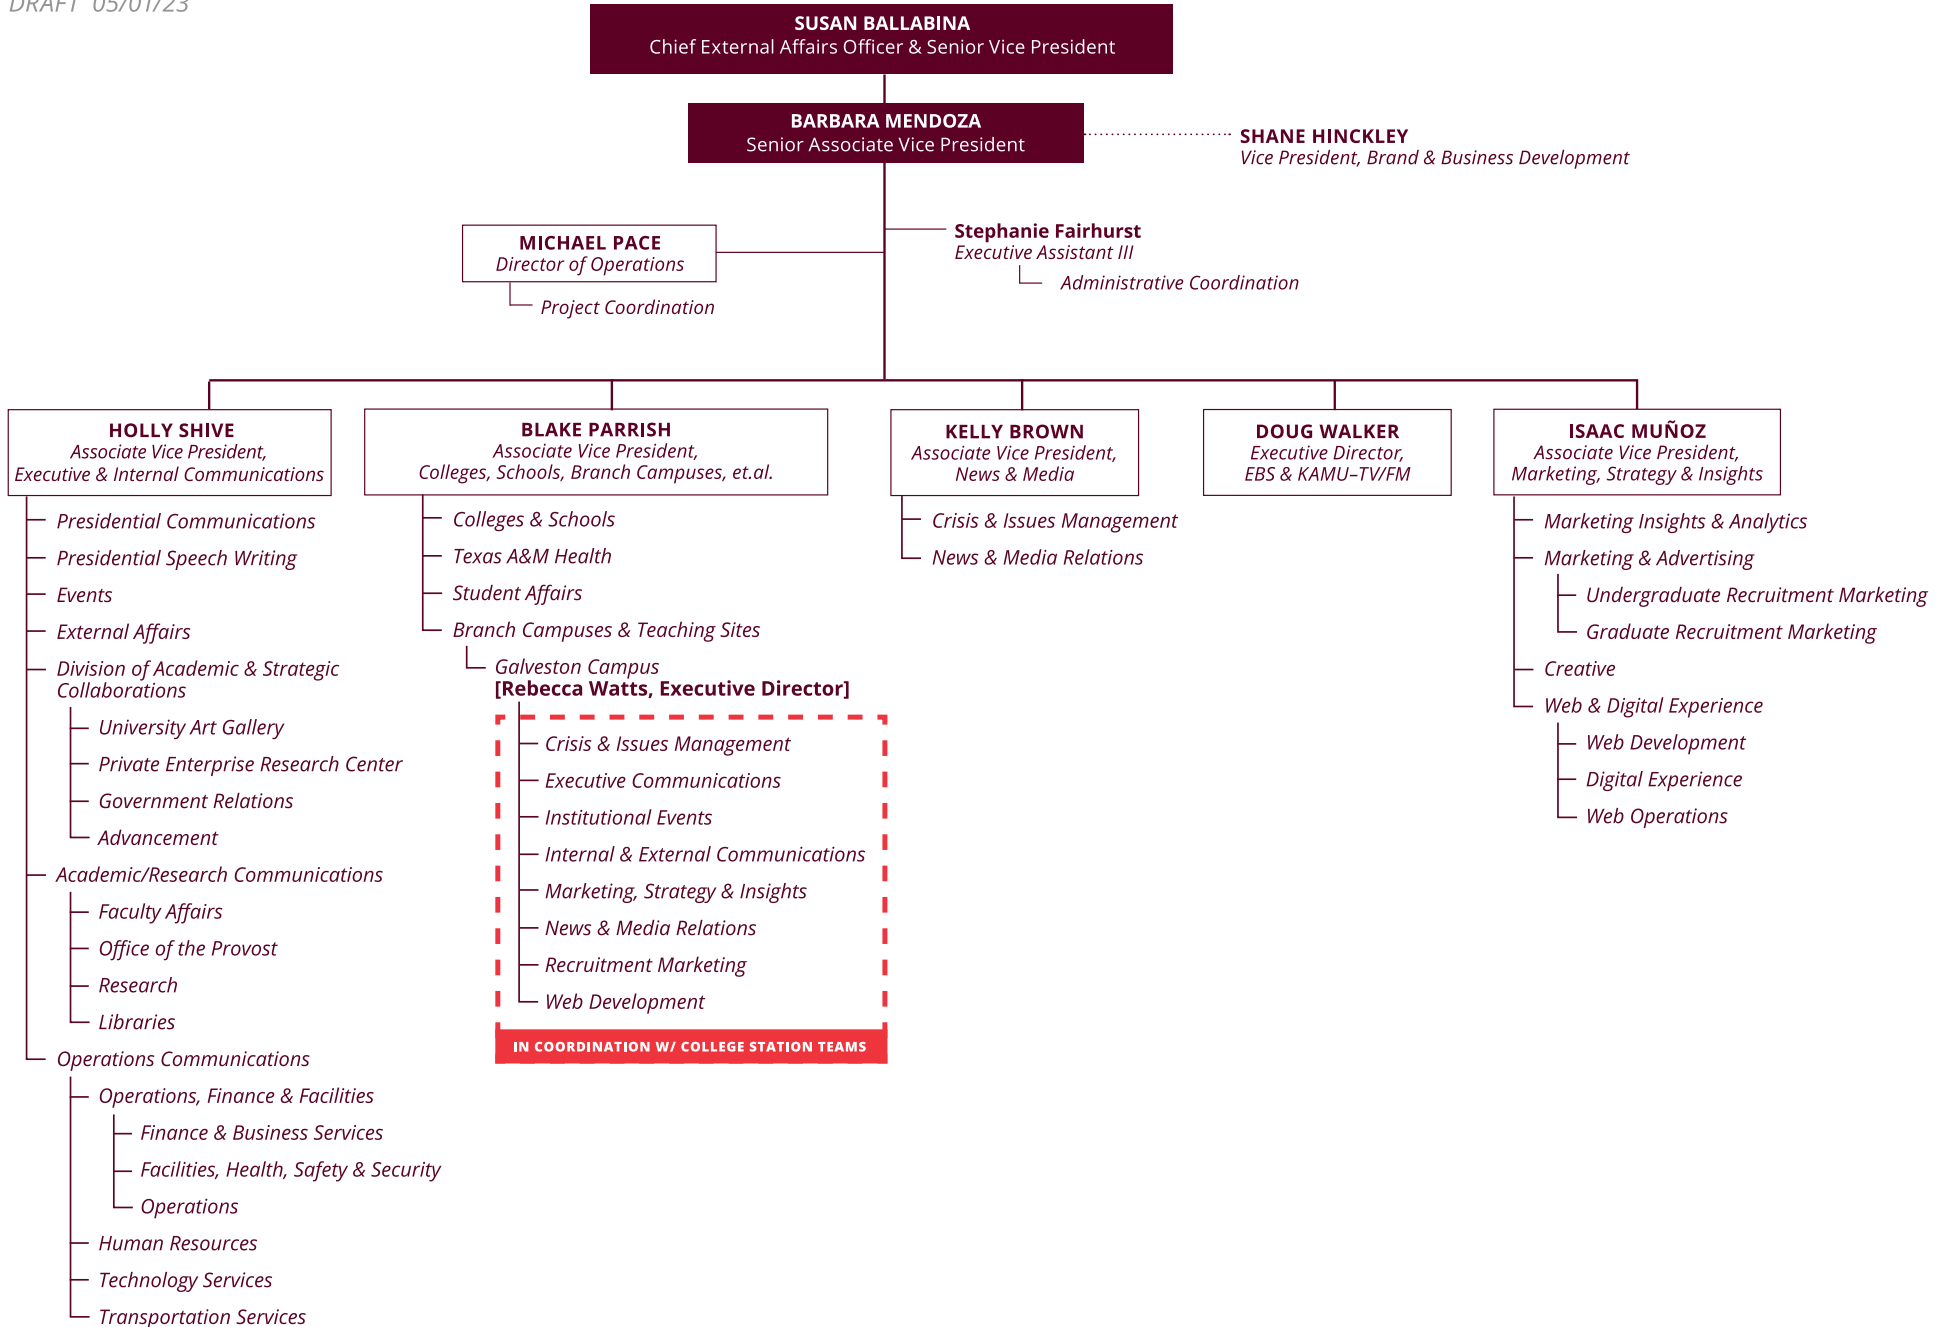 DRAFT 05/01/23
SUSAN BALLABINA
Chief External Affairs Officer & Senior Vice President
BARBARA MENDOZA
Senior Associate Vice President
SHANE HINCKLEY
Vice President, Brand & Business Development
MICHAEL PACE
Director of Operations
Project Coordination
Stephanie Fairhurst
Executive Assistant III
Administrative Coordination
HOLLY SHIVE
Associate Vice President,
Executive & Internal Communications
Presidential Communications
Presidential Speech Writing
Events
External Affairs
Division of Academic & Strategic
Collaborations
University Art Gallery
Private Enterprise Research Center
Government Relations
Advancement
Academic/Research Communications
Faculty Affairs
Office of the Provost
Research
Libraries
Operations Communications
Operations, Finance & Facilities
Finance & Business Services
Facilities, Health, Safety & Security
Operations
Human Resources
Technology Services
Transportation Services
BLAKE PARRISH
Associate Vice President,
Colleges, Schools, Branch Campuses, et.al.
Colleges & Schools
Texas A&M Health
Student Affairs
Branch Campuses & Teaching Sites
Galveston Campus
[Rebecca Watts, Executive Director]
Crisis & Issues Management
Executive Communications
Institutional Events
Internal & External Communications
Marketing, Strategy & Insights
News & Media Relations
Recruitment Marketing
Web Development
IN COORDINATION W/ COLLEGE STATION TEAMS
KELLY BROWN
Associate Vice President,
News & Media
Crisis & Issues Management
News & Media Relations
DOUG WALKER
Executive Director,
EBS & KAMU–TV/FM
ISAAC MUÑOZ
Associate Vice President,
Marketing, Strategy & Insights
Marketing Insights & Analytics
Marketing & Advertising
Undergraduate Recruitment Marketing
Graduate Recruitment Marketing
Creative
Web & Digital Experience
Web Development
Digital Experience
Web Operations